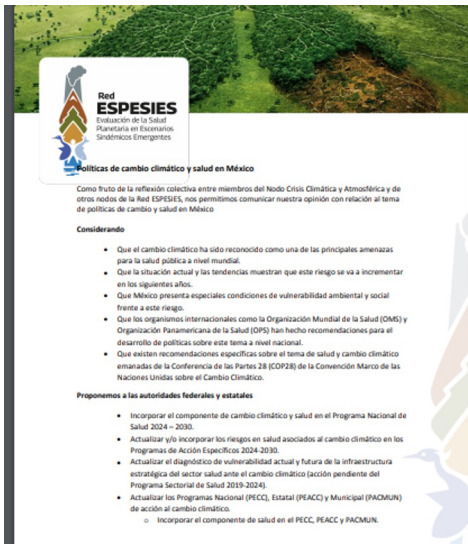 Red
ESPESIES
Evaluación de la Salud
Planetaria en Escenarios
Sindémicos Emergentes
Políticas de cambio climático y salud en México
Como fruto de la reflexión colectiva entre miembros del Nodo Crisis Climática y Atmosférica y de
otros nodos de la Red ESPESIES, nos permitimos comunicar nuestra opinión con relación al tema
de políticas de cambio y salud en México
Considerando
• Que el cambio climático ha sido reconocido como una de las principales amenazas
para la salud pública a nivel mundial.
• Que la situación actual y las tendencias muestran que este riesgo se va a incrementar
en los siguientes años.
• Que México presenta especiales condiciones de vulnerabilidad ambiental y social
frente a este riesgo.
• Que los organismos internacionales como la Organización Mundial de la Salud (OMS) y
Organización Panamericana de la Salud (OPS) han hecho recomendaciones para el
desarrollo de políticas sobre este tema a nivel nacional.
• Que existen recomendaciones específicas sobre el tema de salud y cambio climático
emanadas de la Conferencia de las Partes 28 (COP28) de la Convención Marco de las
Naciones Unidas sobre el Cambio Climático.
Proponemos a las autoridades federales y estatales
• Incorporar el componente de cambio climático y salud en el Programa Nacional de
Salud 2024 – 2030.
• Actualizar y/o incorporar los riesgos en salud asociados al cambio climático en los
Programas de Acción Específicos 2024-2030.
• Actualizar el diagnóstico de vulnerabilidad actual y futura de la infraestructura
estratégica del sector salud ante el cambio climático (acción pendiente del
Programa Sectorial de Salud 2019-2024).
• Actualizar los Programas Nacional (PECC), Estatal (PEACC) y Municipal (PACMUN)
de acción al cambio climático.
○ Incorporar el componente de salud en el PECC, PEACC y PACMUN.